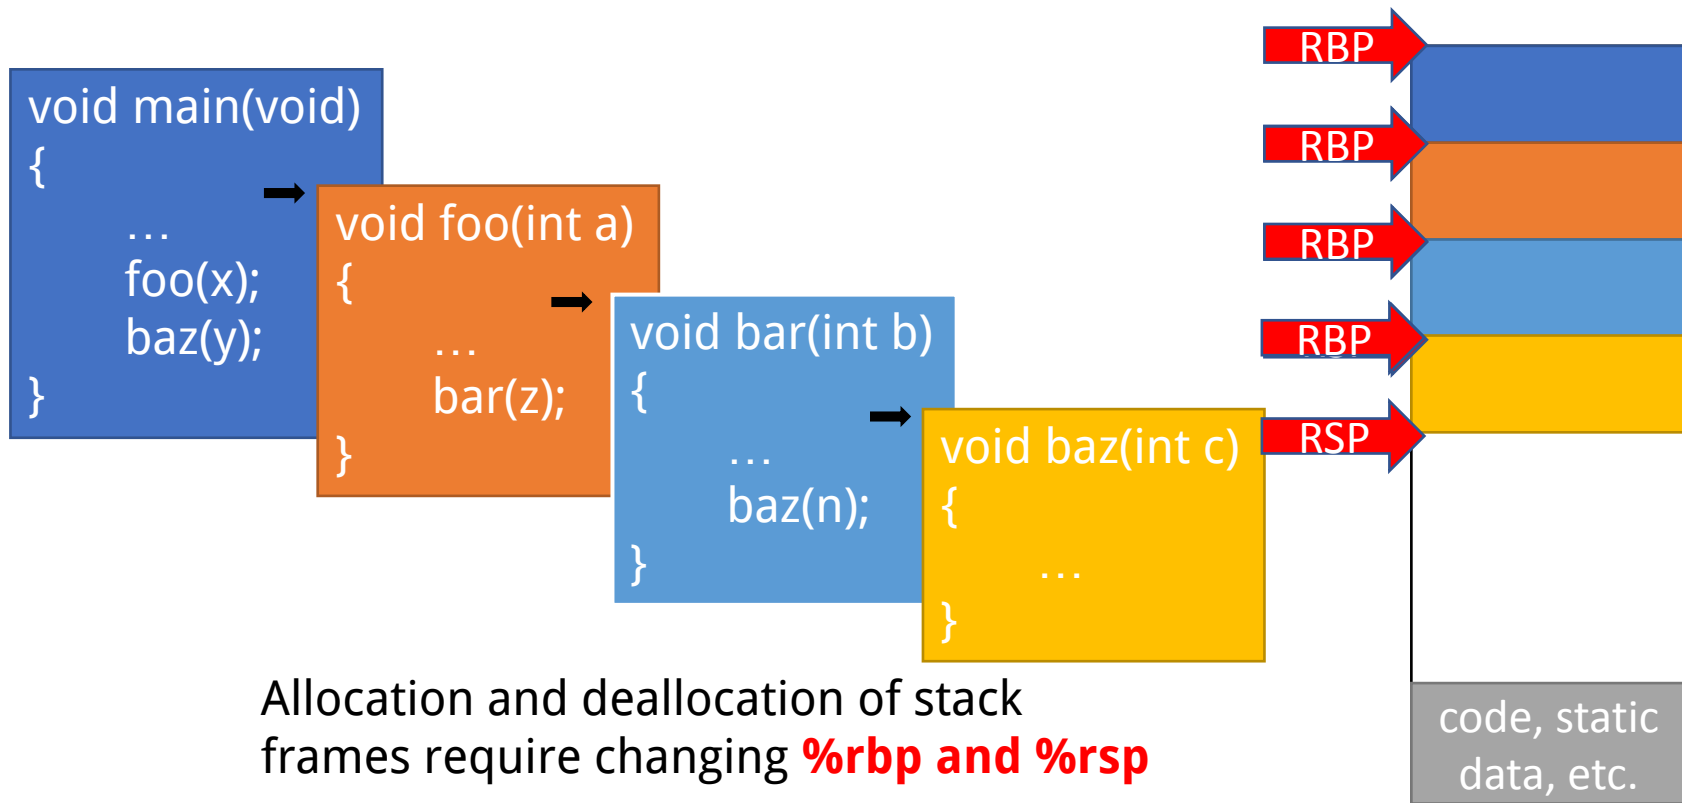 void main(void)
{
…
foo(x);
baz(y);
}
void foo(int a)
{
…
bar(z);
}
void bar(int b)
{
…
baz(n);
}
void baz(int c)
{
…
}
RBP
RBP
RBP
RBP
RSP
Allocation and deallocation of stack
frames require changing %rbp and %rsp
code, static
data, etc.